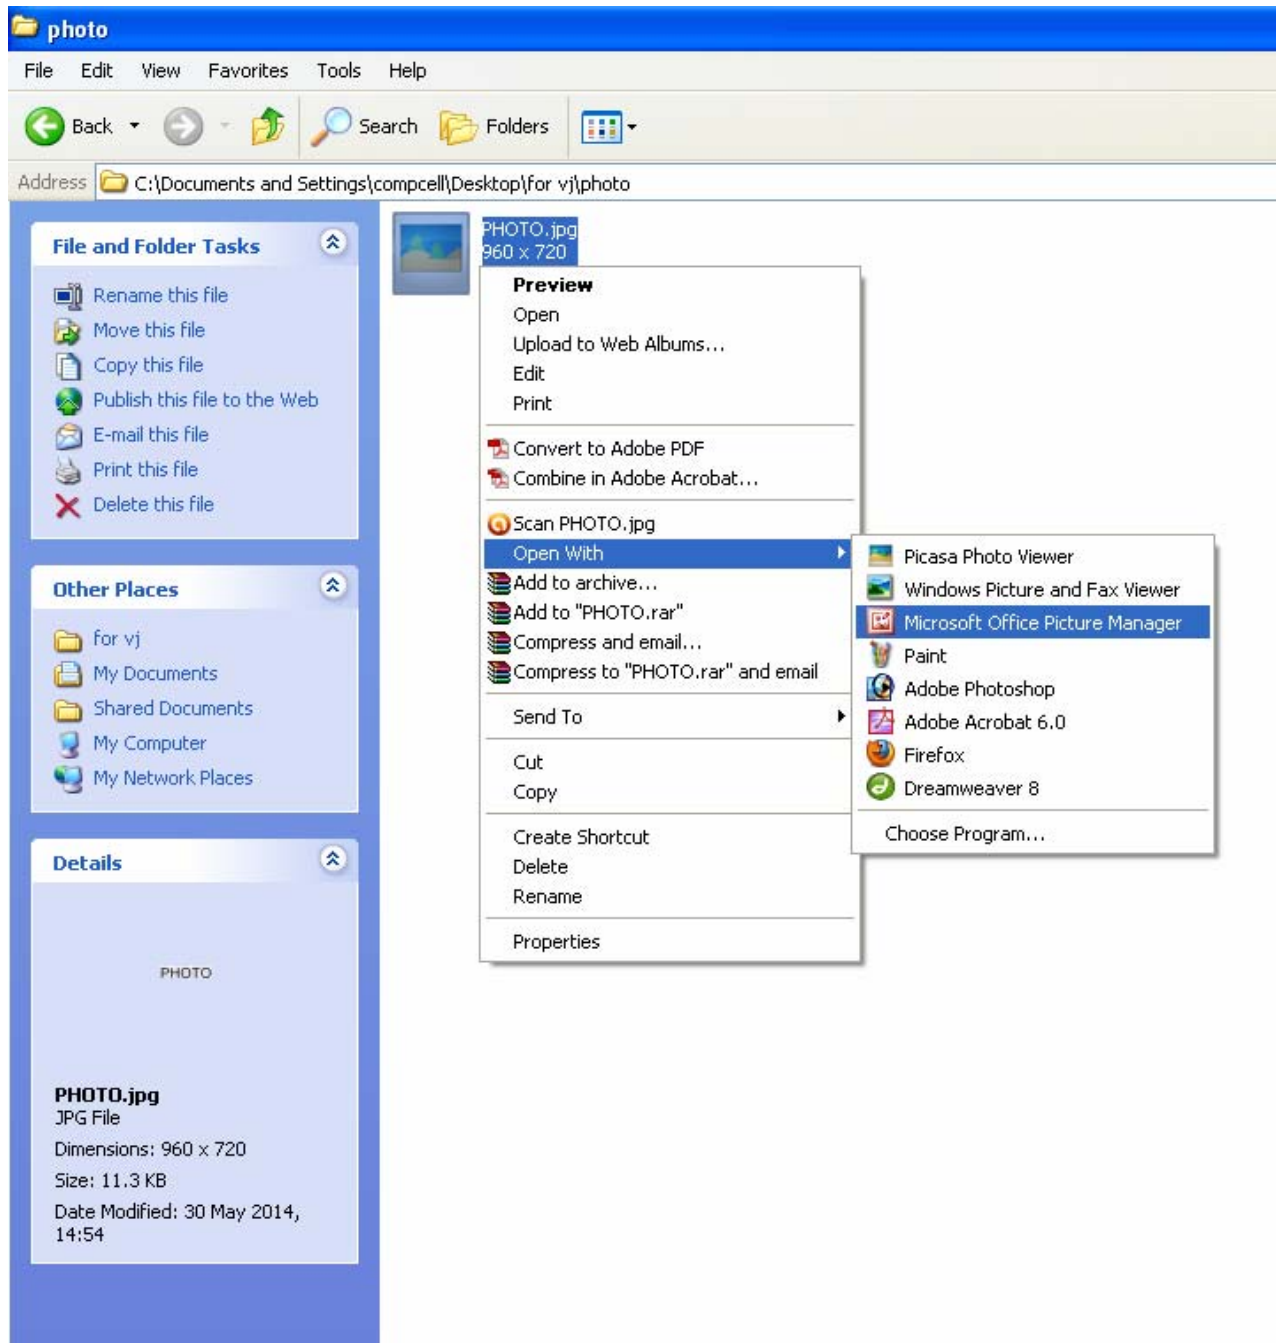 photo
File Edit View Favorites Tools Help
Back Search Folders
Address C:\Documents and Settings\compcell\Desktop\for vj\photo
File and Folder Tasks
Rename this file
Move this file
Copy this file
Publish this file to the Web
E-mail this file
Print this file
Delete this file
Other Places
for vj
My Documents
Shared Documents
My Computer
My Network Places
Details
PHOTO
PHOTO.jpg
JPG File
Dimensions: 960 x 720
Size: 11.3 KB
Date Modified: 30 May 2014,
14:54
PHOTO.jpg
960 x 720
Preview
Open
Upload to Web Albums...
Edit
Print
Convert to Adobe PDF
Combine in Adobe Acrobat...
Scan PHOTO.jpg
Open With
Add to archive...
Add to "PHOTO.rar"
Compress and email...
Compress to "PHOTO.rar" and email
Send To
Cut
Copy
Create Shortcut
Delete
Rename
Properties
Picasa Photo Viewer
Windows Picture and Fax Viewer
Microsoft Office Picture Manager
Paint
Adobe Photoshop
Adobe Acrobat 6.0
Firefox
Dreamweaver 8
Choose Program...